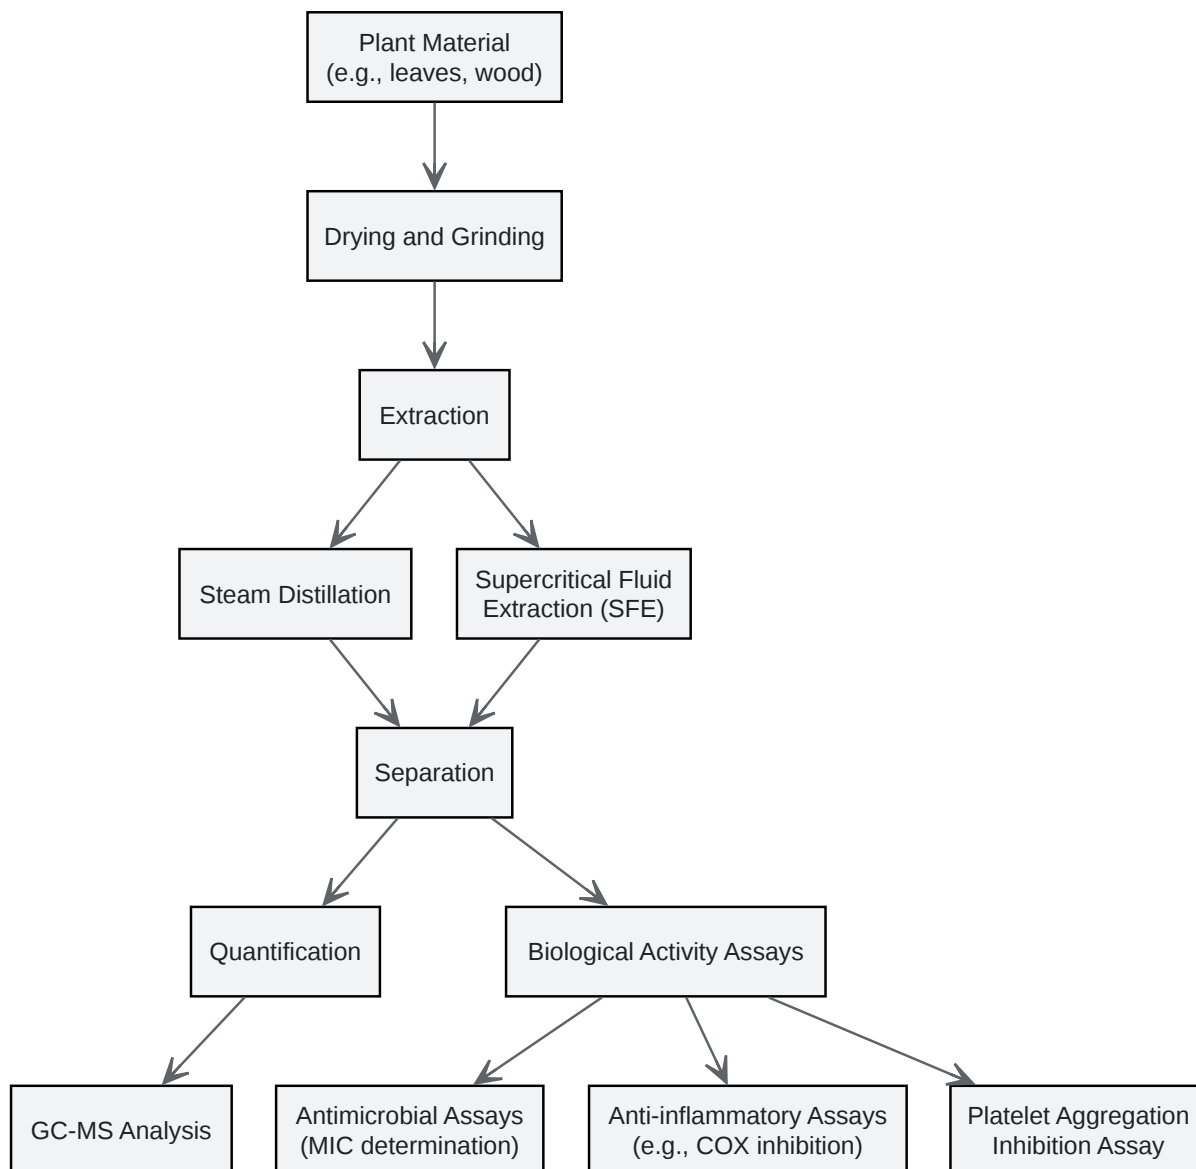 Plant Material
(e.g., leaves, wood)
Drying and Grinding
Extraction
Steam Distillation
Supercritical Fluid
Extraction (SFE)
Separation
Quantification
Biological Activity Assays
GC-MS Analysis
Antimicrobial Assays
(MIC determination)
Anti-inflammatory Assays
(e.g., COX inhibition)
Platelet Aggregation
Inhibition Assay